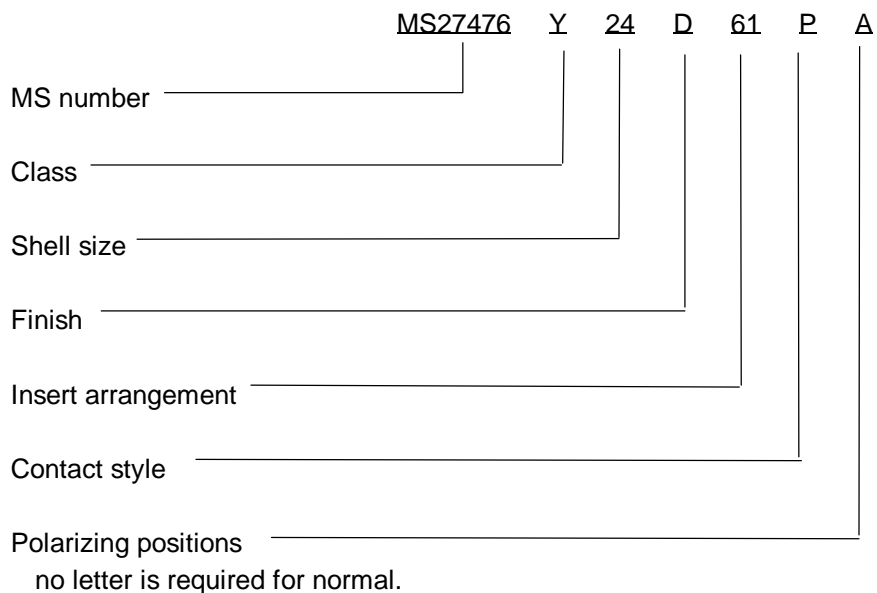 MS27476 Y 24 D 61 P A
MS number
Class
Shell size
Finish
Insert arrangement
Contact style
Polarizing positions
no letter is required for normal.